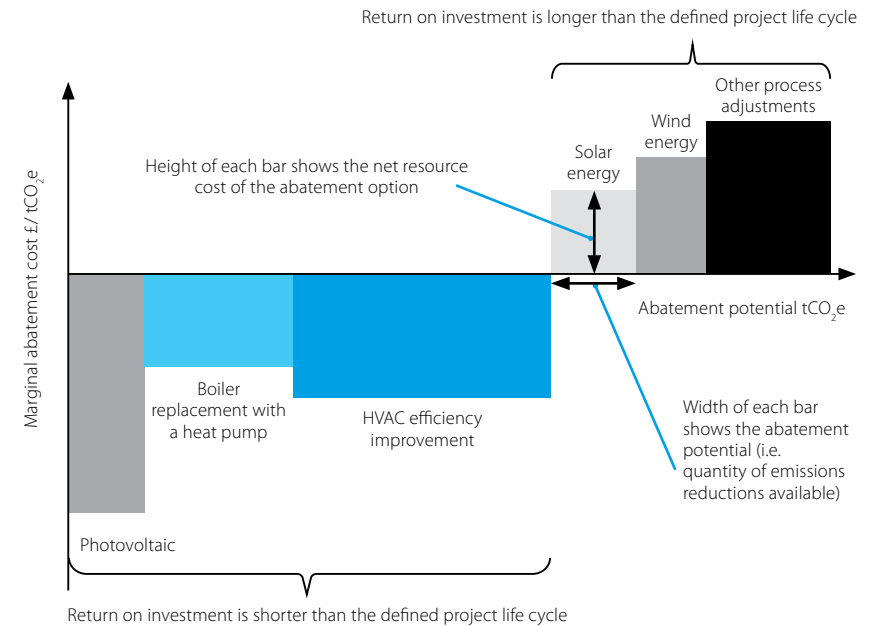 Return on investment is longer than the defined project life cycle
Other process
adjustments
Wind
energy
Solar
energy
Height of each bar shows the net resource
cost of the abatement option
Marginal abatement cost £/ tCO₂e
Abatement potential tCO₂e
Boiler
replacement with
a heat pump
HVAC efficiency
improvement
Width of each bar
shows the abatement
potential (i.e.
quantity of emissions
reductions available)
Photovoltaic
Return on investment is shorter than the defined project life cycle